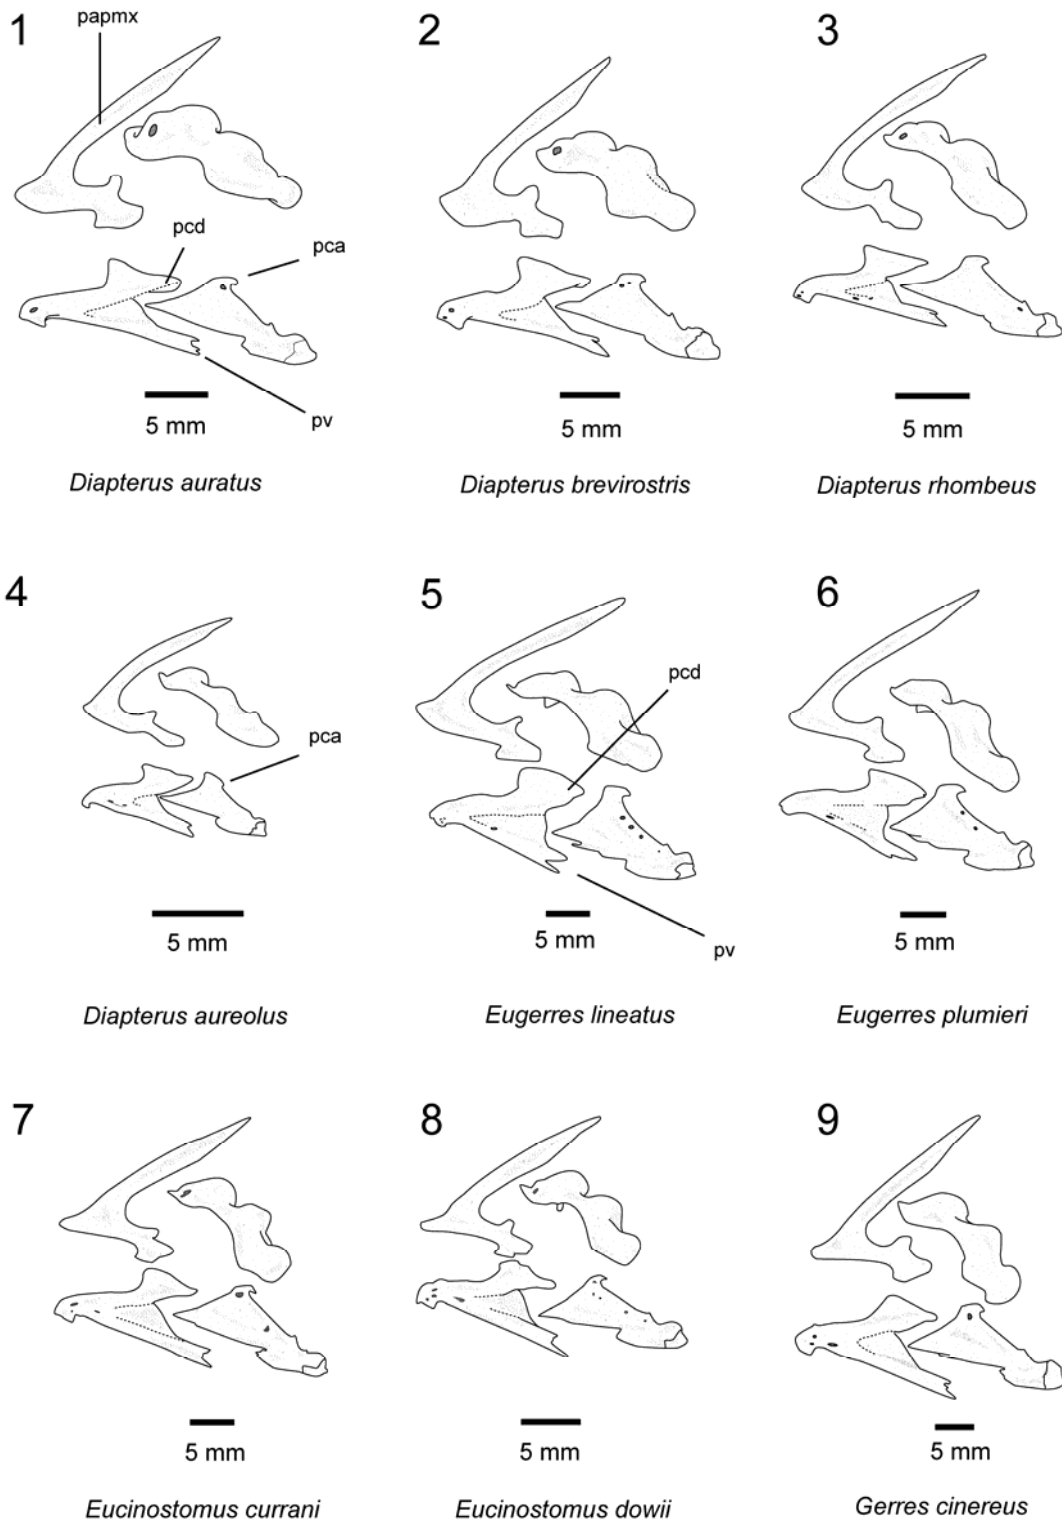 1
papmx
2
3
pcd
pca
pv
5 mm
5 mm
5 mm
Diapterus auratus
Diapterus brevirostris
Diapterus rhombeus
4
5
6
pcd
pca
pv
5 mm
5 mm
5 mm
Diapterus aureolus
Eugerres lineatus
Eugerres plumieri
7
8
9
5 mm
5 mm
5 mm
Eucinostomus currani
Eucinostomus dowii
Gerres cinereus